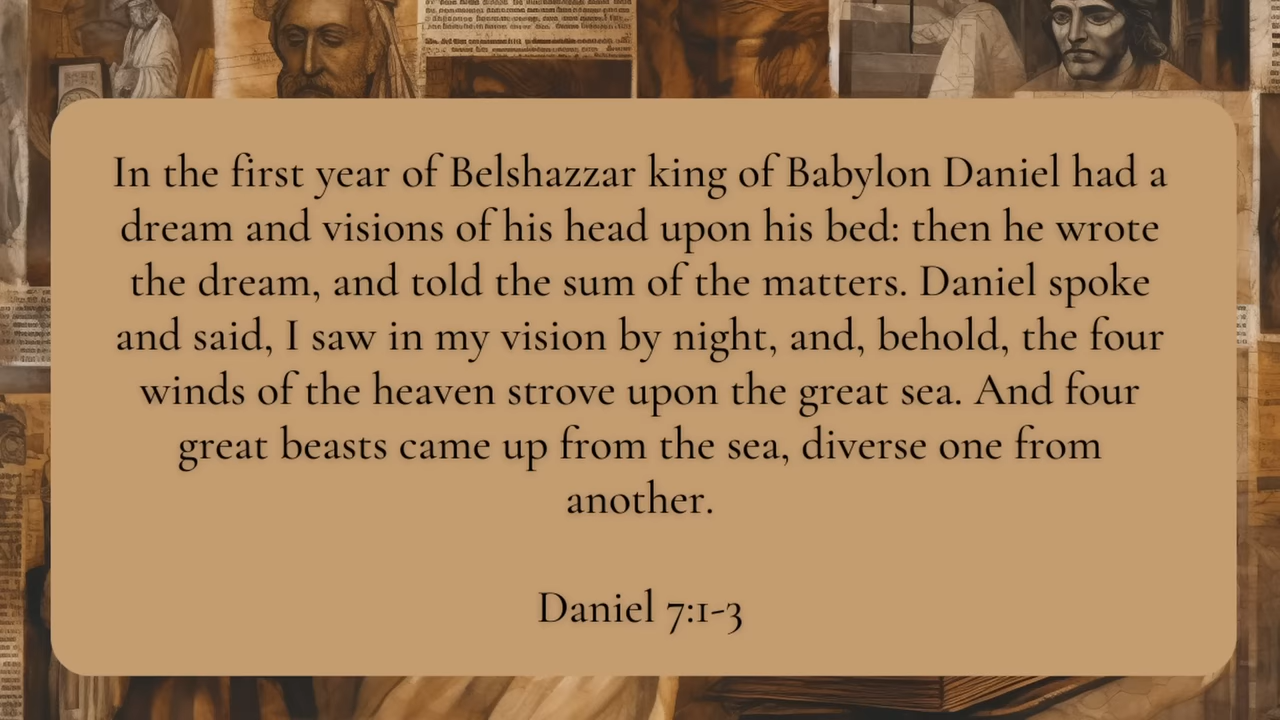 In the first year of Belshazzar king of Babylon Daniel had a
dream and visions of his head upon his bed: then he wrote
the dream, and told the sum of the matters. Daniel spoke
and said, I saw in my vision by night, and, behold, the four
winds of the heaven strove upon the great sea. And four
great beasts came up from the sea, diverse one from
another.
Daniel 7:1-3